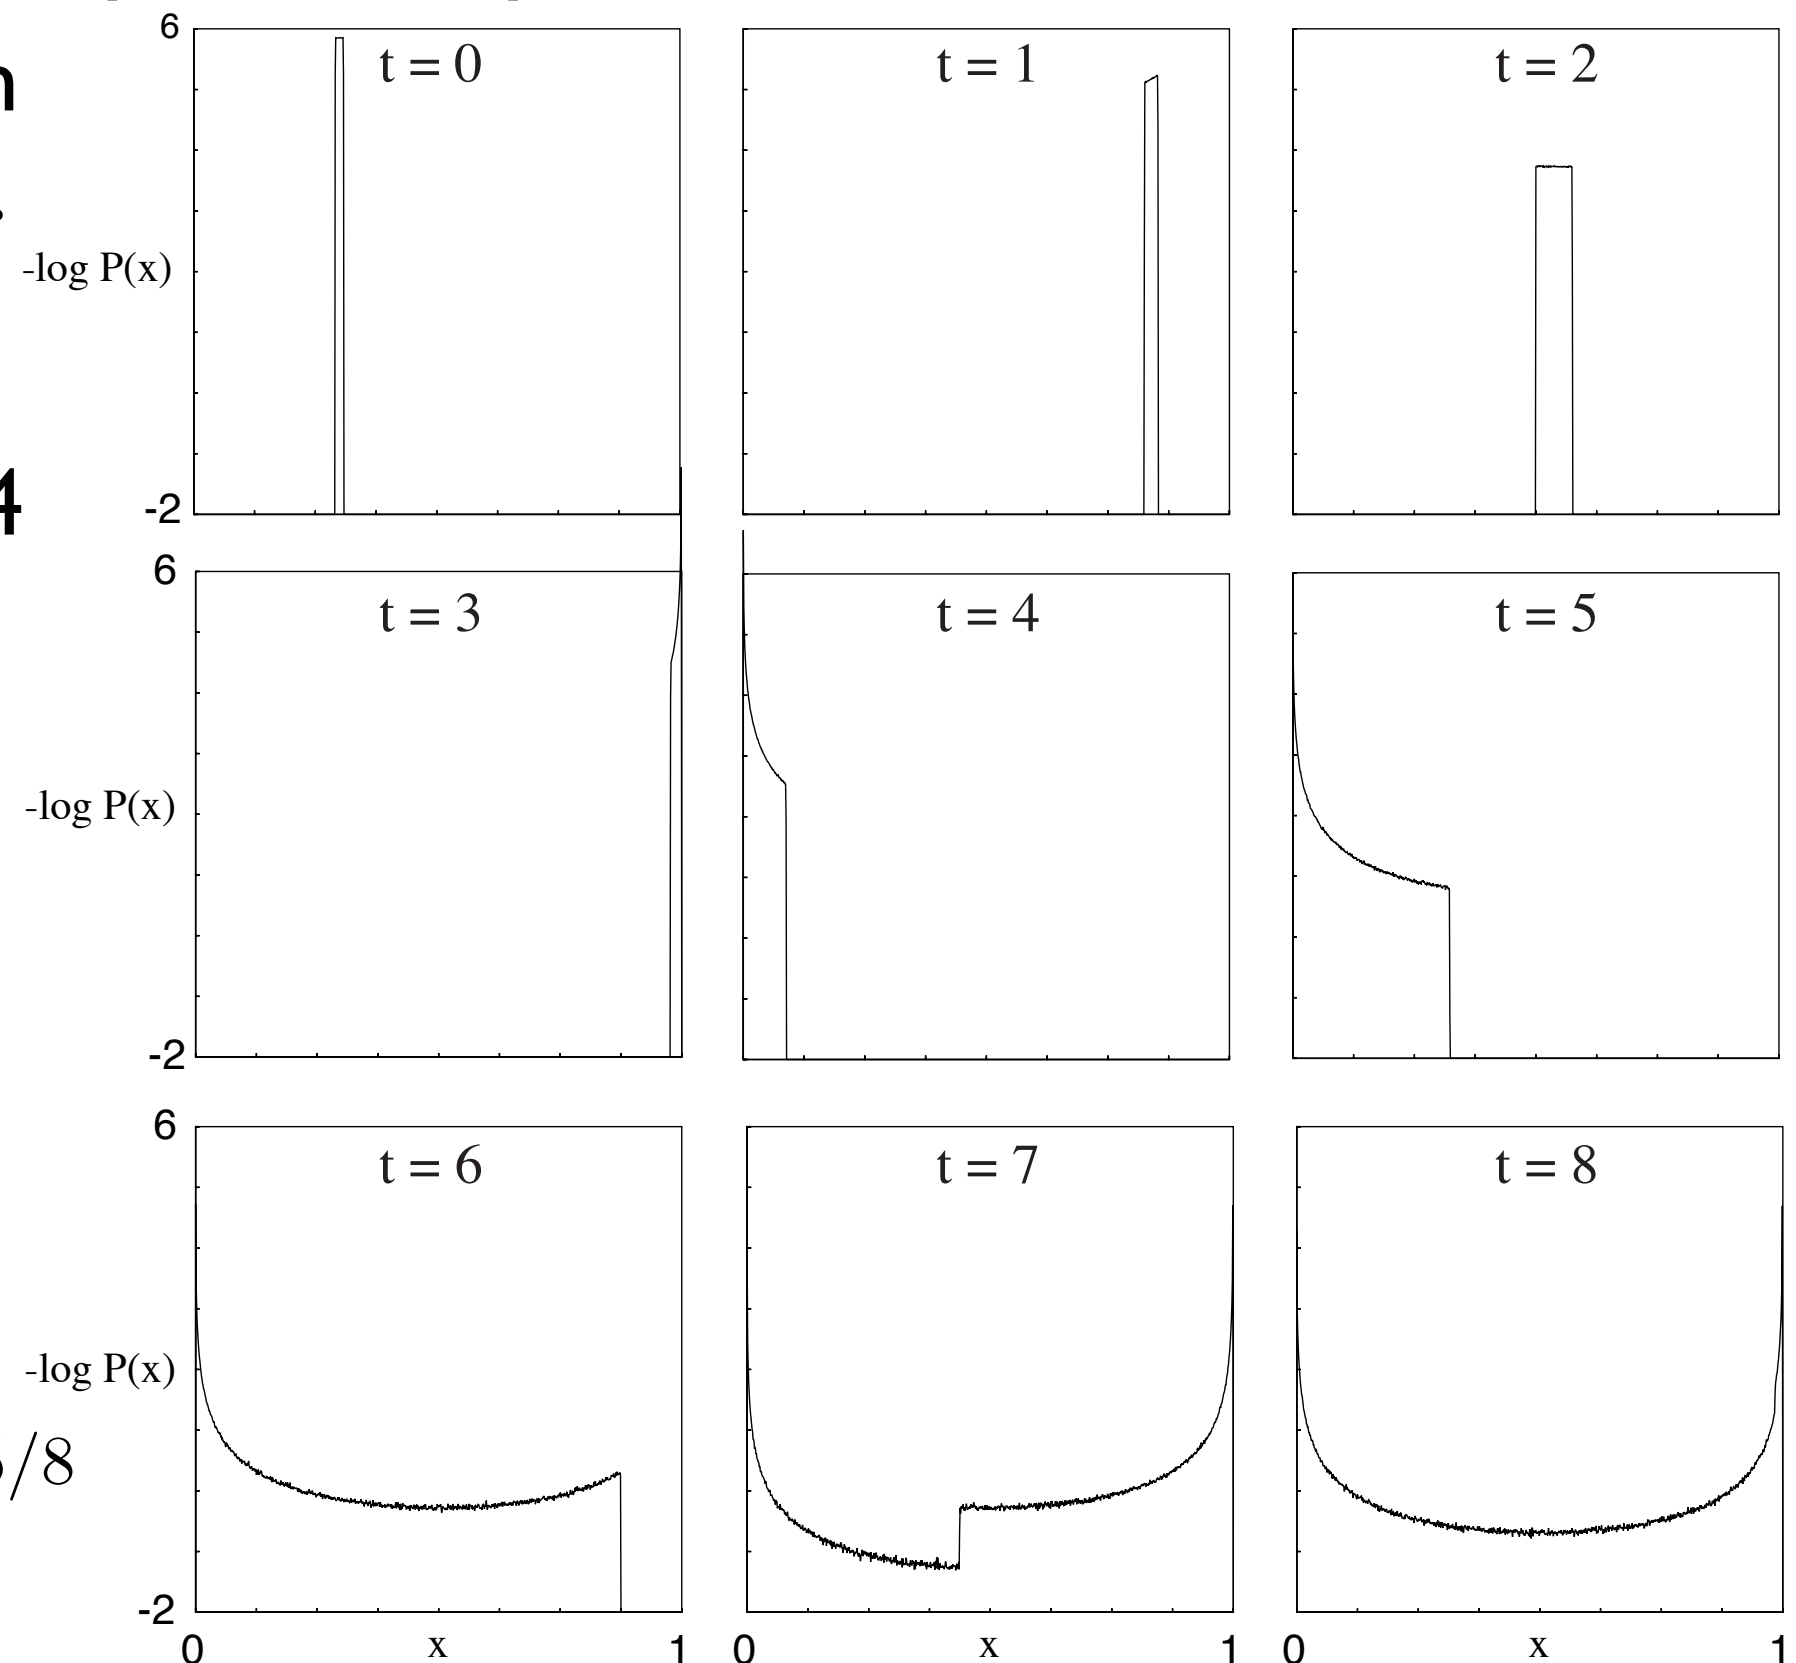 6 t = 0 t = 1 t = 2
n
-log P(x)
4
-2
6
t = 3 t = 4 t = 5
-log P(x)
-2
6
t = 6 t = 7 t = 8
-log P(x)
/8
-2
0 x 1 0 x 1 0 x 1